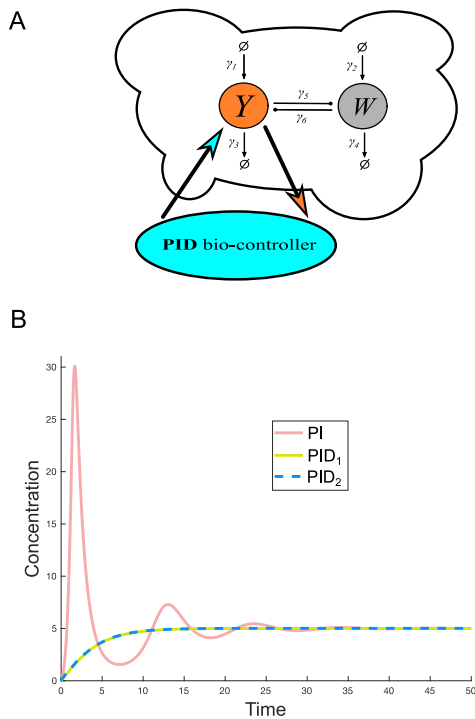 A
∅ ∅
γ1 γ2
Y γ5 W
γ6
γ3 γ4
∅ ∅
PID bio-controller
B
30
25
20
15
10
5
0
Concentration
PI
PID1
PID2
0 5 10 15 20 25 30 35 40 45 50
Time